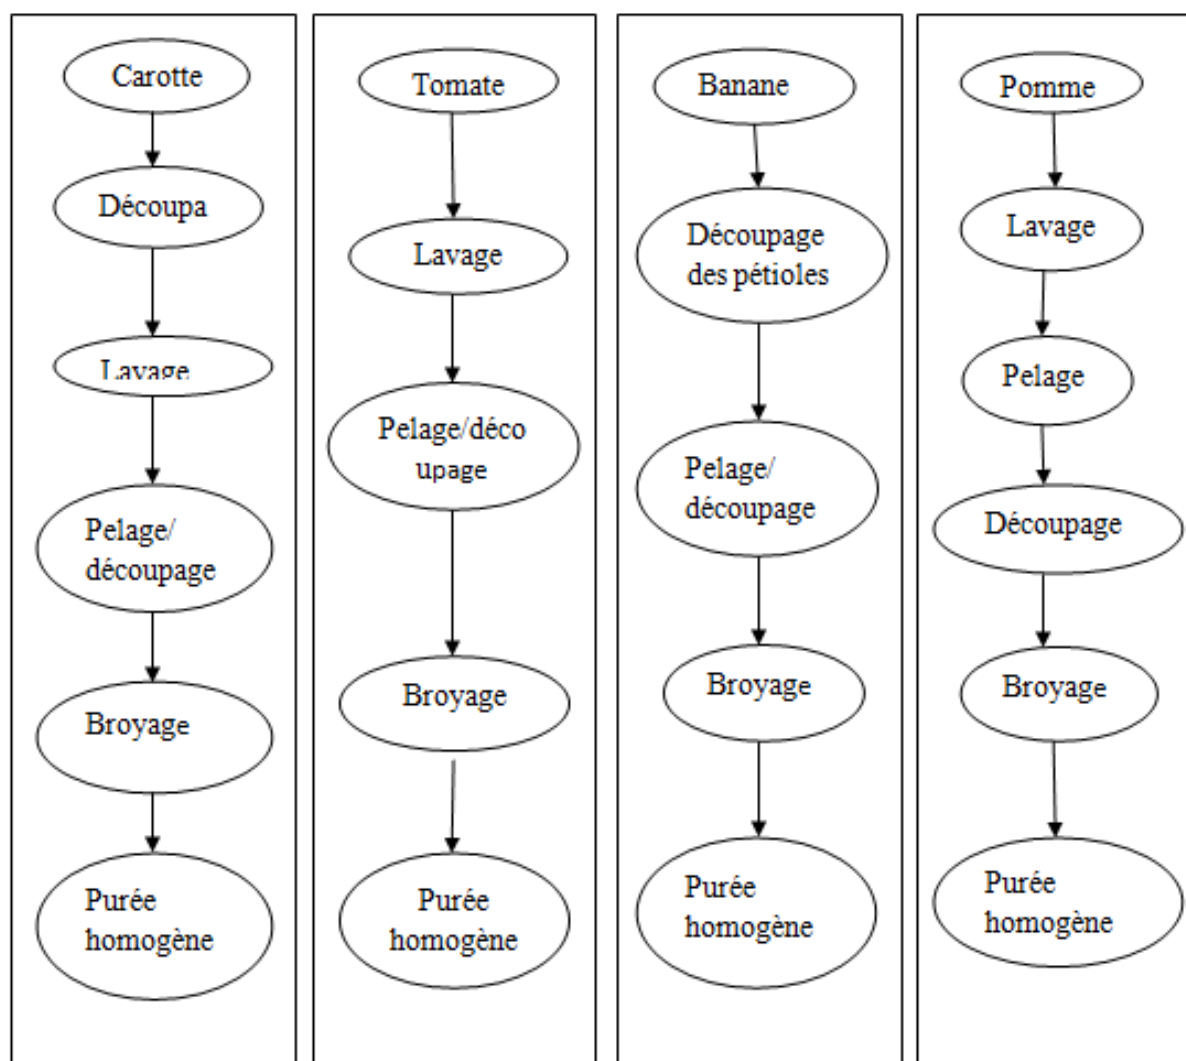 Carotte
Découpa
Lavage
Pelage/
découpage
Broyage
Purée
homogène
Tomate
Lavage
Pelage/déco
upage
Broyage
Purée
homogène
Banane
Découpage
des pétioles
Pelage/
découpage
Broyage
Purée
homogène
Pomme
Lavage
Pelage
Découpage
Broyage
Purée
homogène